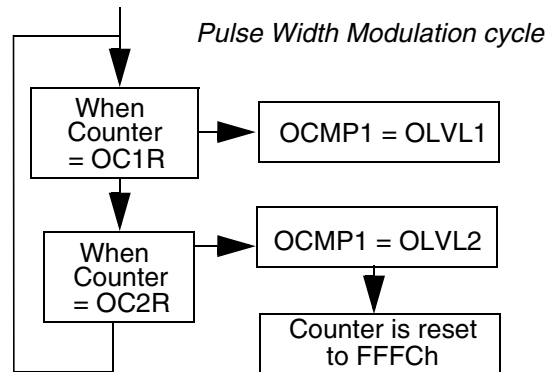 Pulse Width Modulation cycle
When
Counter
= OC1R
OCMP1 = OLVL1
When
Counter
= OC2R
OCMP1 = OLVL2
Counter is reset
to FFFCh